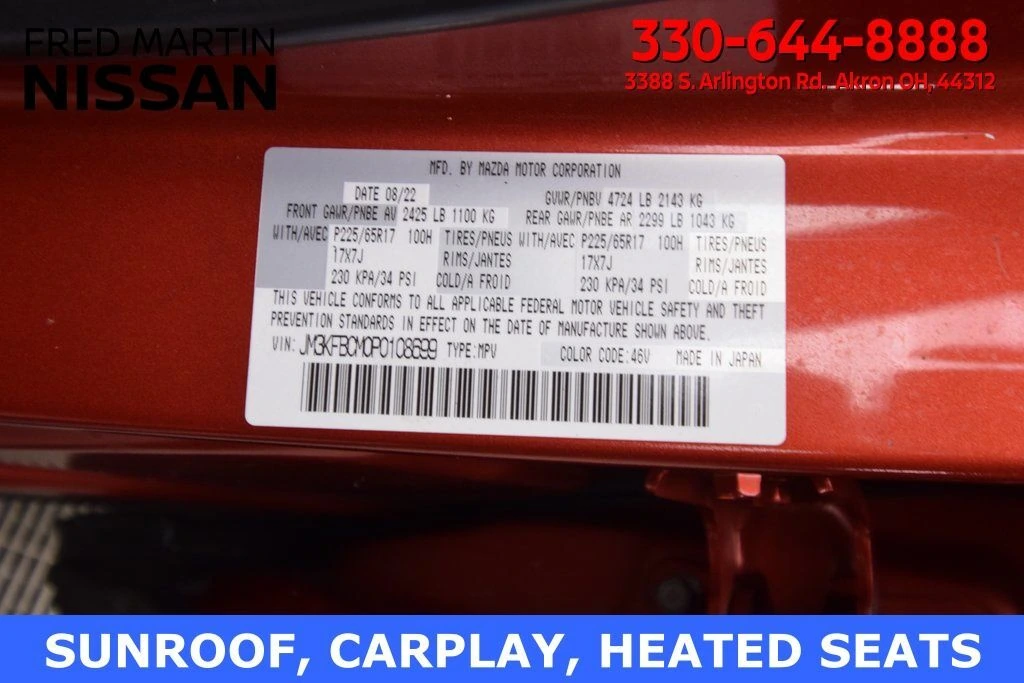 FRED MARTIN
NISSAN
330-644-8888
3388 S. Arlington Rd., Akron OH, 44312
MFD. BY MAZDA MOTOR CORPORATION
DATE 08/22 GVWR/PNBV 4724 LB 2143 KG
FRONT GAWR/PNBE AV 2425 LB 1100 KG REAR GAWR/PNBE AR 2299 LB 1043 KG
WITH/AVEC P225/65R17 100H TIRES/PNEUS WITH/AVEC P225/65R17 100H TIRES/PNEUS
17X7J RIMS/JANTES 17X7J RIMS/JANTES
230 KPA/34 PSI COLD/A FROID 230 KPA/34 PSI COLD/A FROID
THIS VEHICLE CONFORMS TO ALL APPLICABLE FEDERAL MOTOR VEHICLE SAFETY AND THEFT
PREVENTION STANDARDS IN EFFECT ON THE DATE OF MANUFACTURE SHOWN ABOVE.
VIN: JM3KFBCM0P0108699 TYPE:MPV COLOR CODE:46V MADE IN JAPAN
SUNROOF, CARPLAY, HEATED SEATS